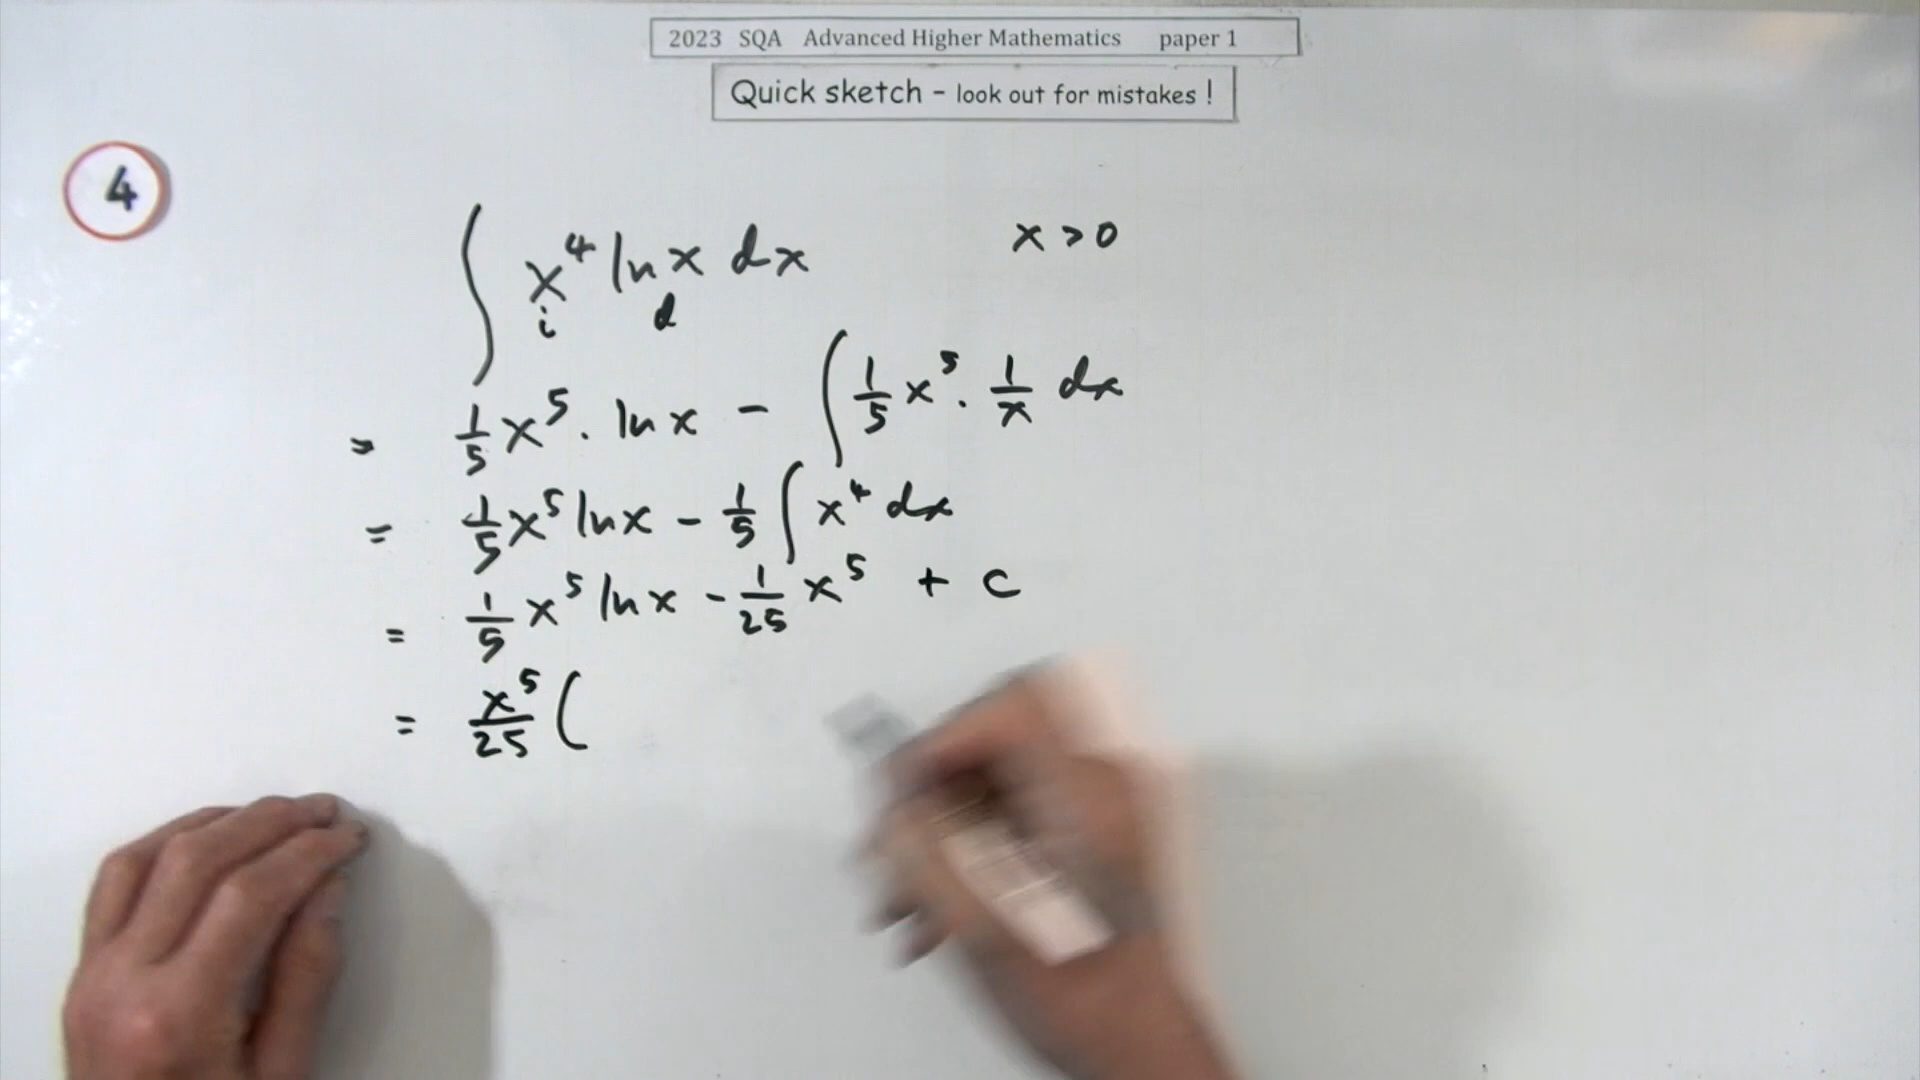 2023 SQA Advanced Higher Mathematics paper 1
Quick sketch - look out for mistakes !
4
∫ x⁴ ln x dx x > 0
i d
= 1/5 x⁵ . ln x - ∫ 1/5 x⁵ . 1/x dx
= 1/5 x⁵ ln x - 1/5 ∫ x⁴ dx
= 1/5 x⁵ ln x - 1/25 x⁵ + c
= x⁵/25 (